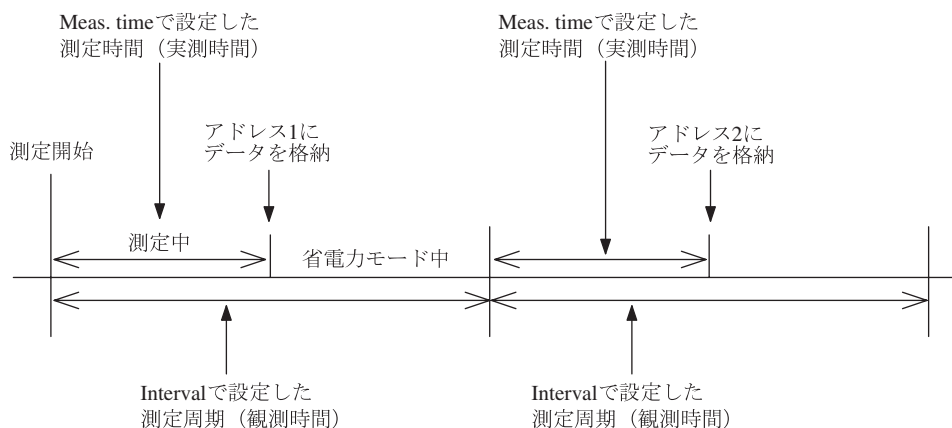 Meas. timeで設定した
測定時間（実測時間）
Meas. timeで設定した
測定時間（実測時間）
測定開始
アドレス1に
データを格納
アドレス2に
データを格納
測定中
省電力モード中
Intervalで設定した
測定周期（観測時間）
Intervalで設定した
測定周期（観測時間）